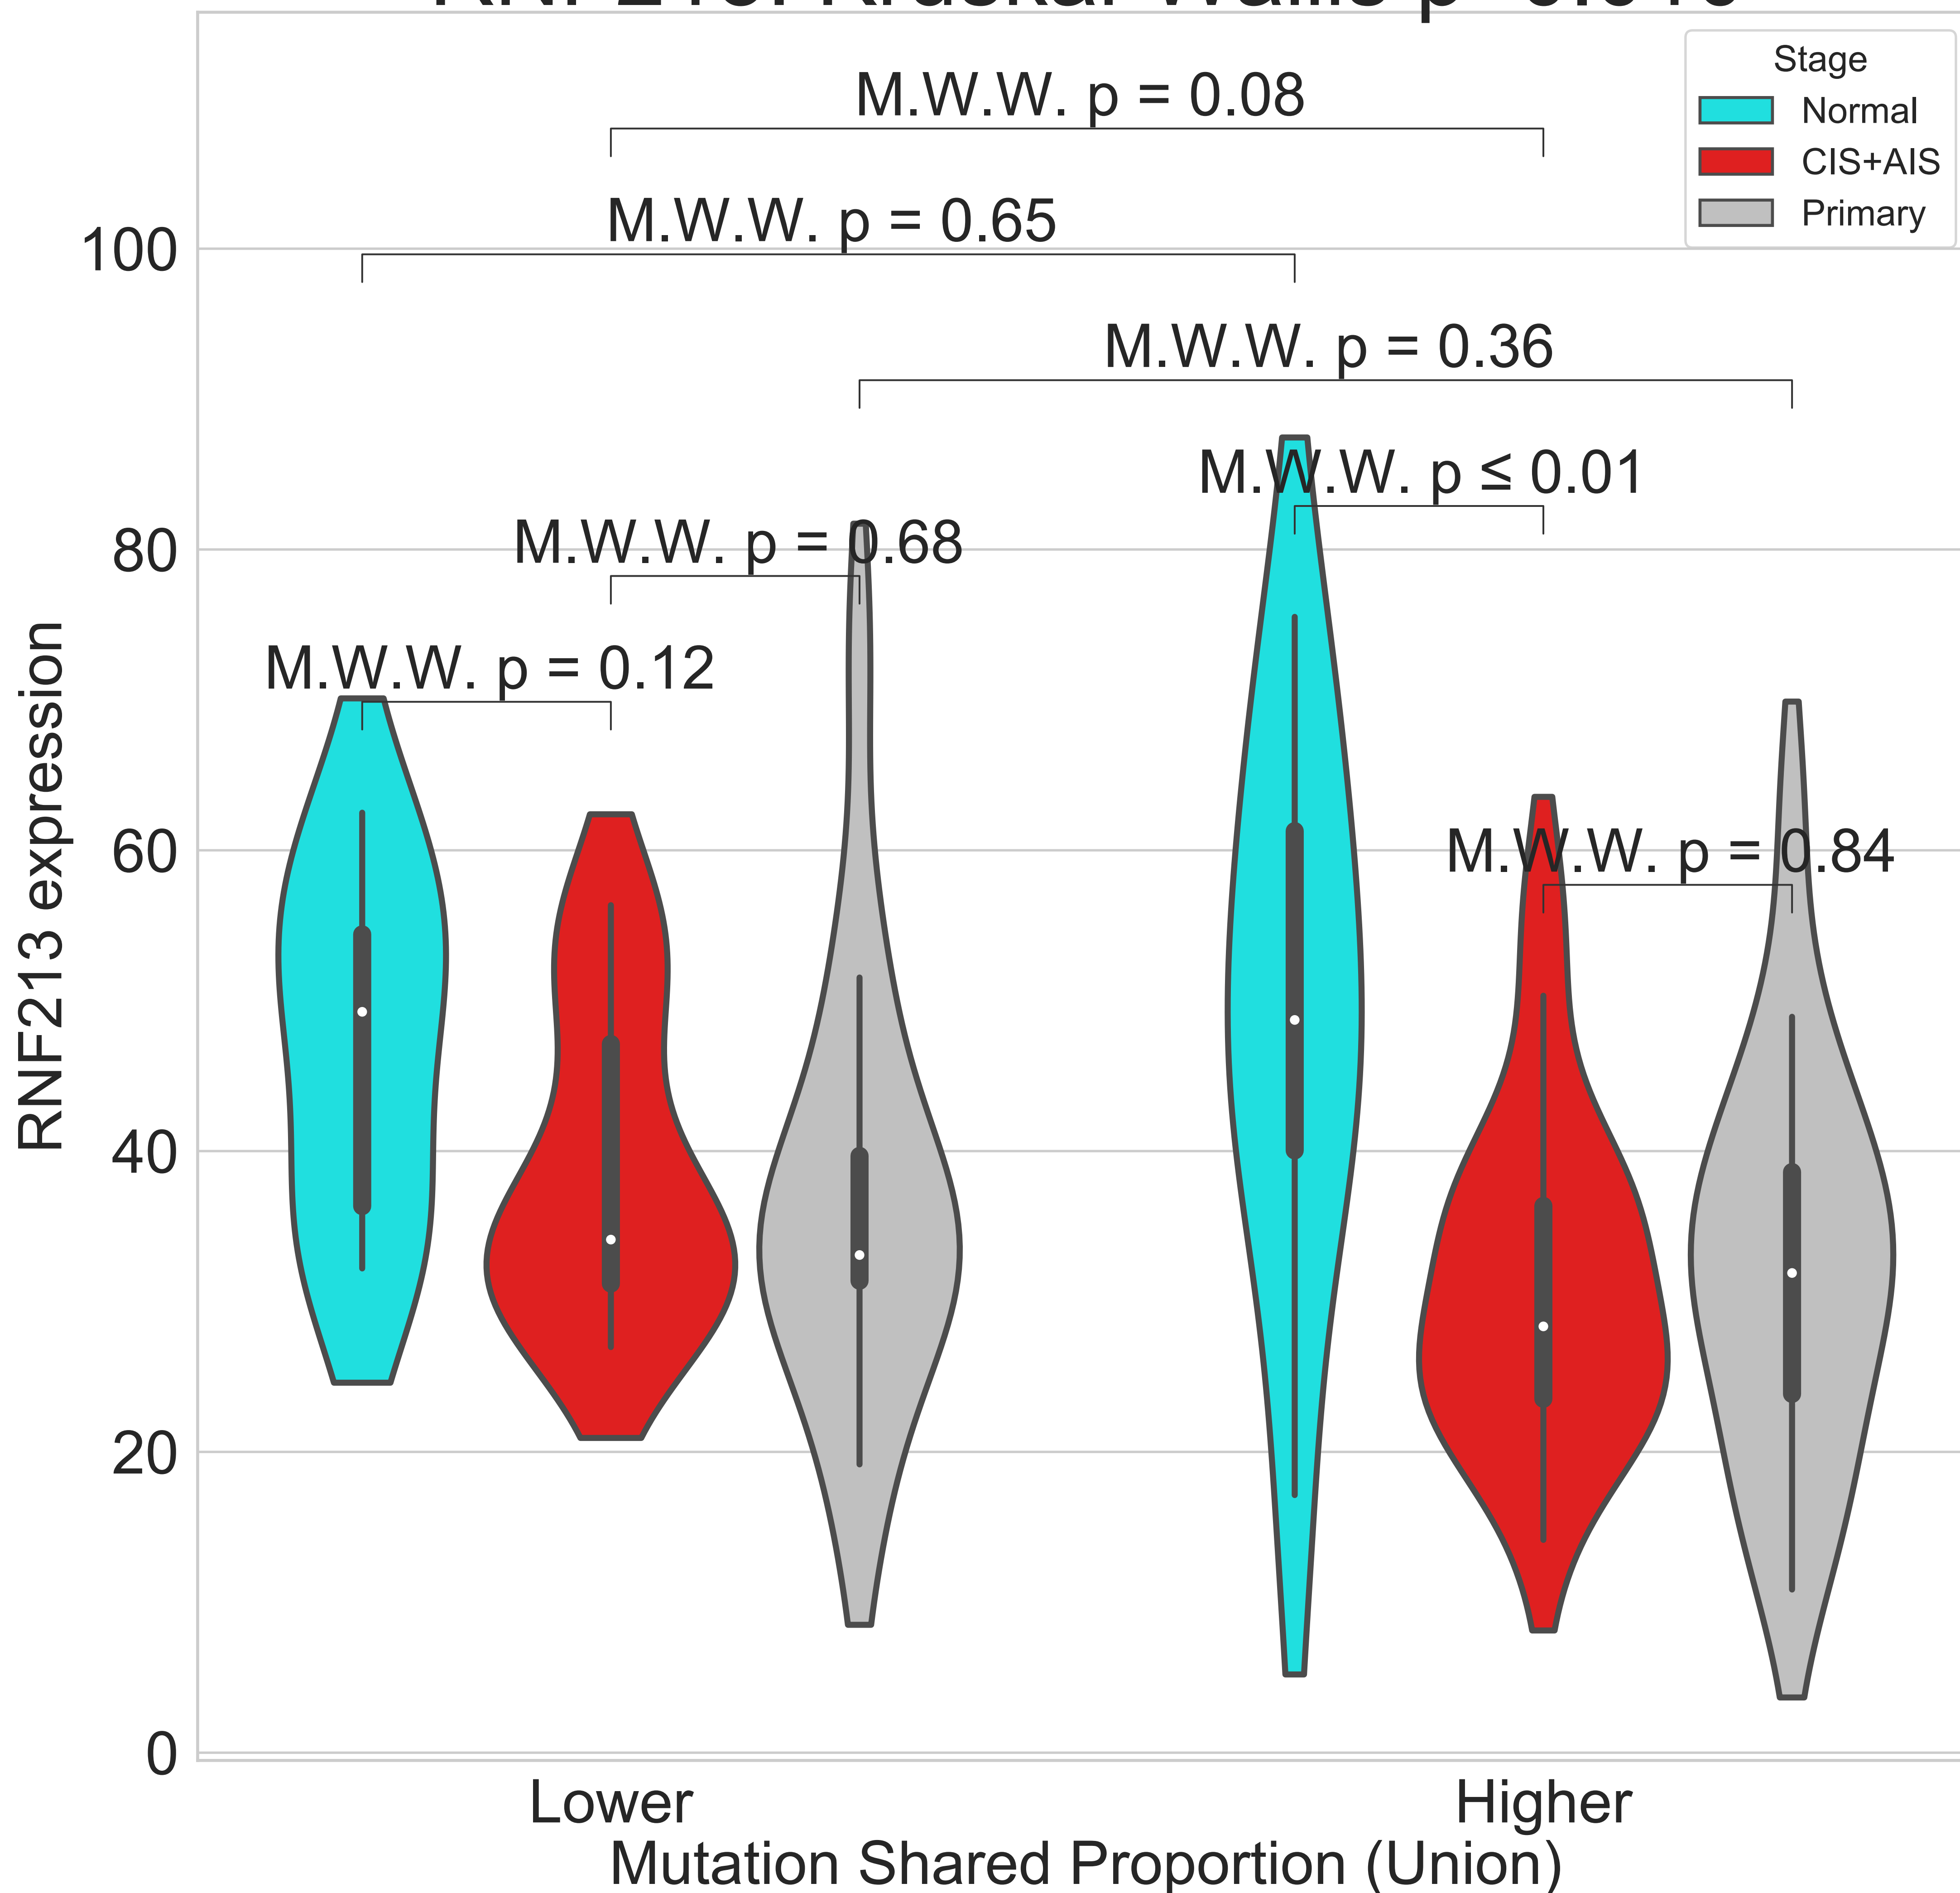 Stage
Normal
CIS+AIS
Primary
M.W.W. p = 0.08
M.W.W. p = 0.65
M.W.W. p = 0.36
M.W.W. p ≤ 0.01
M.W.W. p = 0.68
M.W.W. p = 0.12
M.W.W. p = 0.84
100
80
60
40
20
0
RNF213 expression
Lower
Higher
Mutation Shared Proportion (Union)